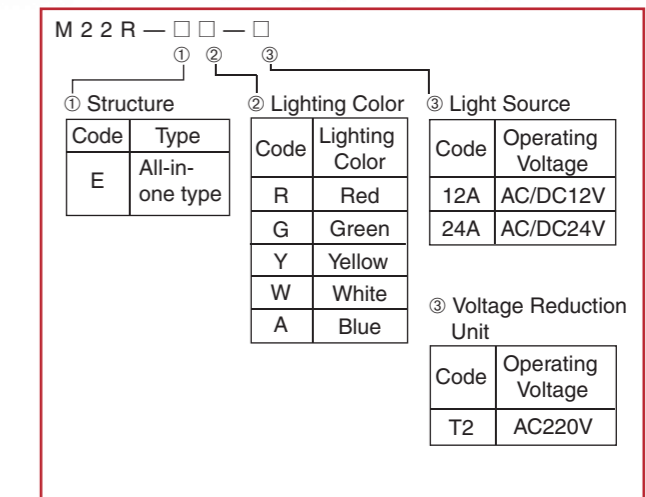 M 2 2 R — □ □ — □
① ② ③
① Structure
Code Type
E All-in-
one type
② Lighting Color
Code Lighting
Color
R Red
G Green
Y Yellow
W White
A Blue
③ Light Source
Code Operating
Voltage
12A AC/DC12V
24A AC/DC24V
③ Voltage Reduction
Unit
Code Operating
Voltage
T2 AC220V